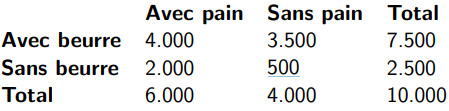 Avec pain Sans pain Total
Avec beurre 4.000 3.500 7.500
Sans beurre 2.000 500 2.500
Total 6.000 4.000 10.000